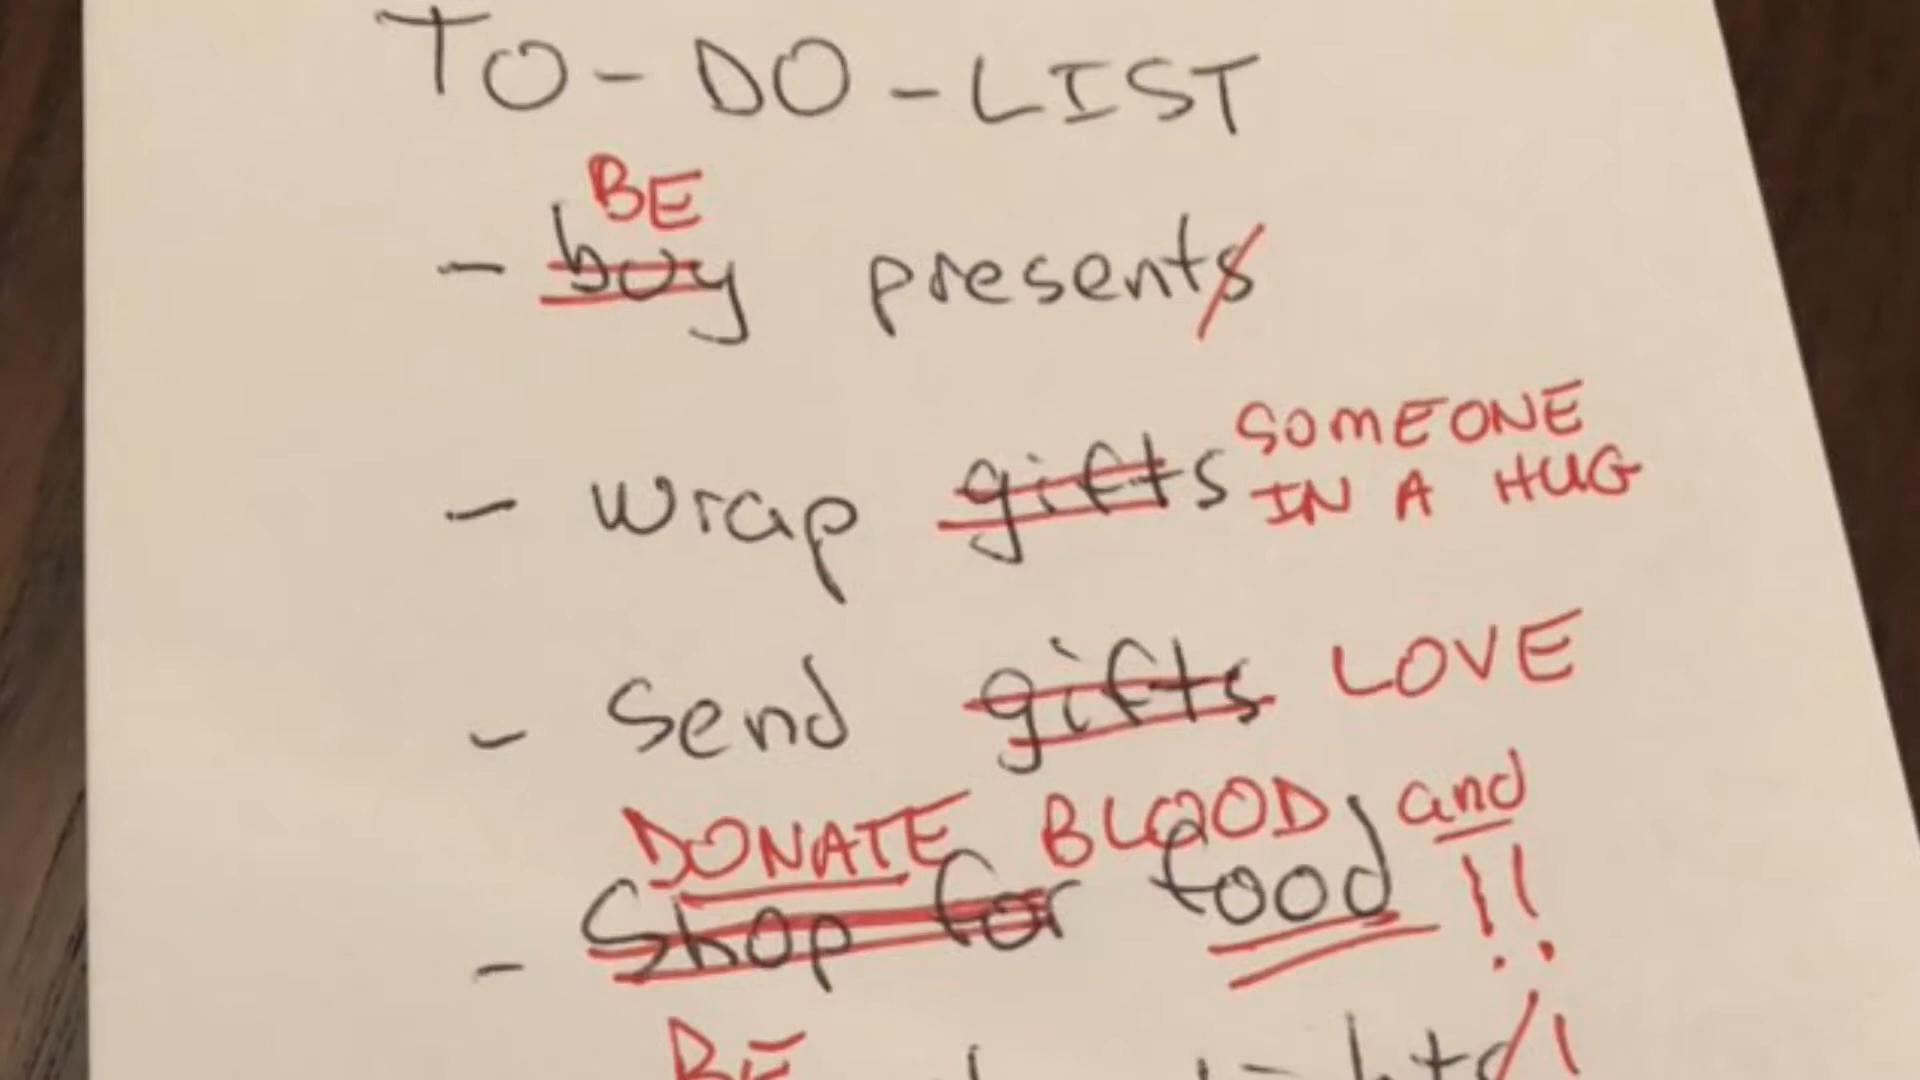 TO-DO-LIST
BE
- buy presents
- wrap gifts SOMEONE
IN A HUG
- Send gifts LOVE
DONATE BLOOD and
- Shop for food !!
BE